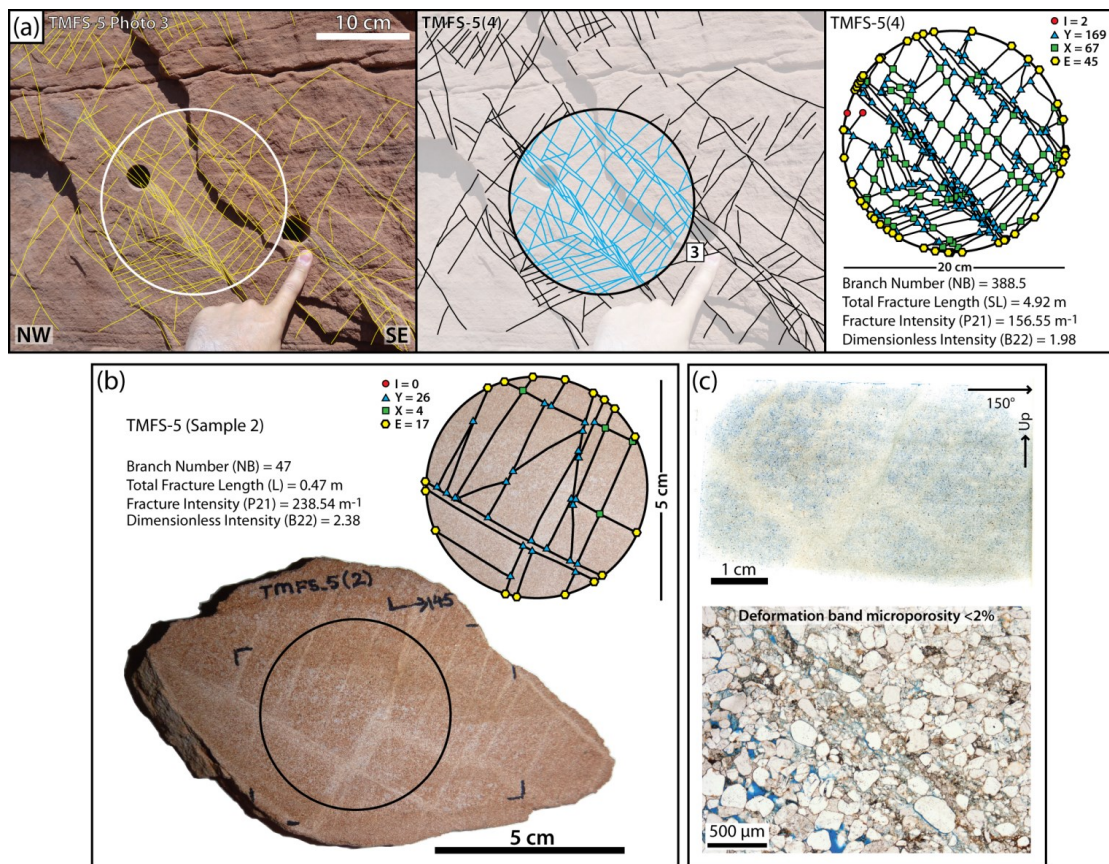 (a)
TMFS-5 Photo 3
10 cm
NW
SE
TMFS-5(4)
3
TMFS-5(4)
I = 2
Y = 169
X = 67
E = 45
20 cm
Branch Number (NB) = 388.5
Total Fracture Length (SL) = 4.92 m
Fracture Intensity (P21) = 156.55 m-1
Dimensionless Intensity (B22) = 1.98
(b)
I = 0
Y = 26
X = 4
E = 17
TMFS-5 (Sample 2)
Branch Number (NB) = 47
Total Fracture Length (L) = 0.47 m
Fracture Intensity (P21) = 238.54 m-1
Dimensionless Intensity (B22) = 2.38
5 cm
TMFS-5(2)
145
5 cm
(c)
150°
Up
1 cm
Deformation band microporosity <2%
500 µm